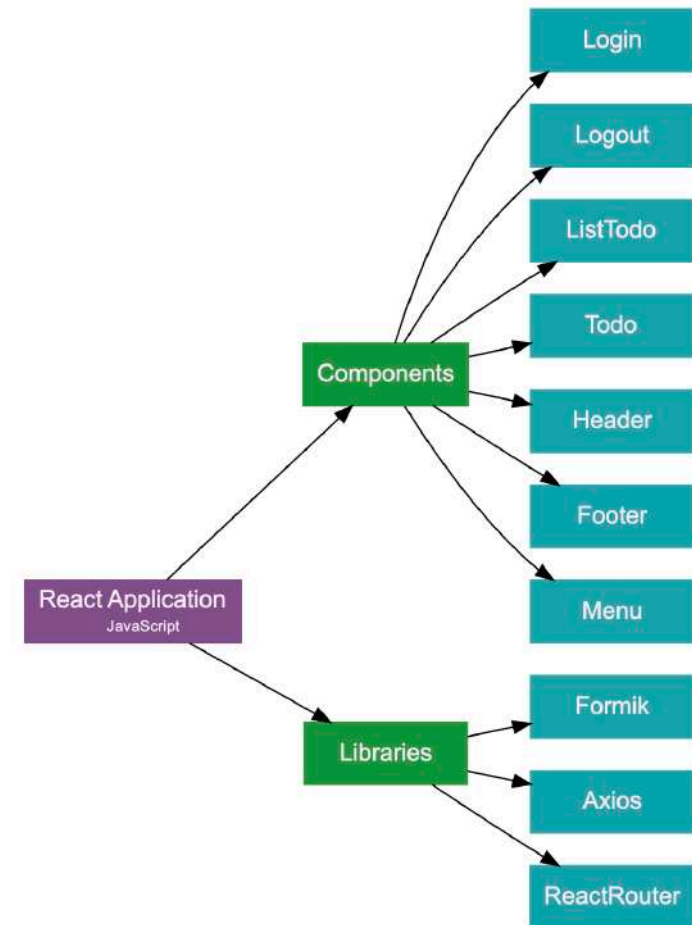 Login
Logout
ListTodo
Todo
Components
Header
Footer
React Application
JavaScript
Menu
Formik
Libraries
Axios
ReactRouter